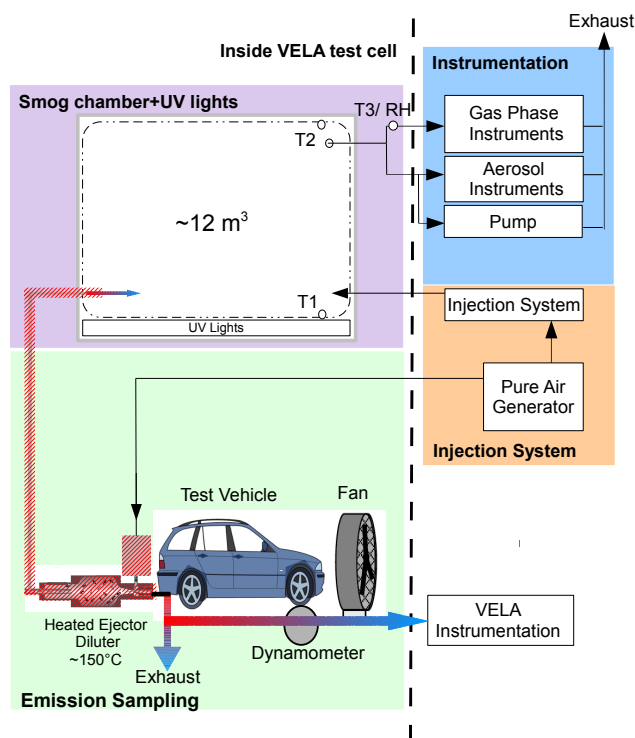 Exhaust
Inside VELA test cell
Instrumentation
Smog chamber+UV lights
T3/ RH
Gas Phase
Instruments
T2
Aerosol
Instruments
~12 m³
Pump
T1
Injection System
UV Lights
Pure Air
Generator
Injection System
Test Vehicle
Fan
VELA
Instrumentation
Heated Ejector
Diluter
~150°C
Dynamometer
Exhaust
Emission Sampling